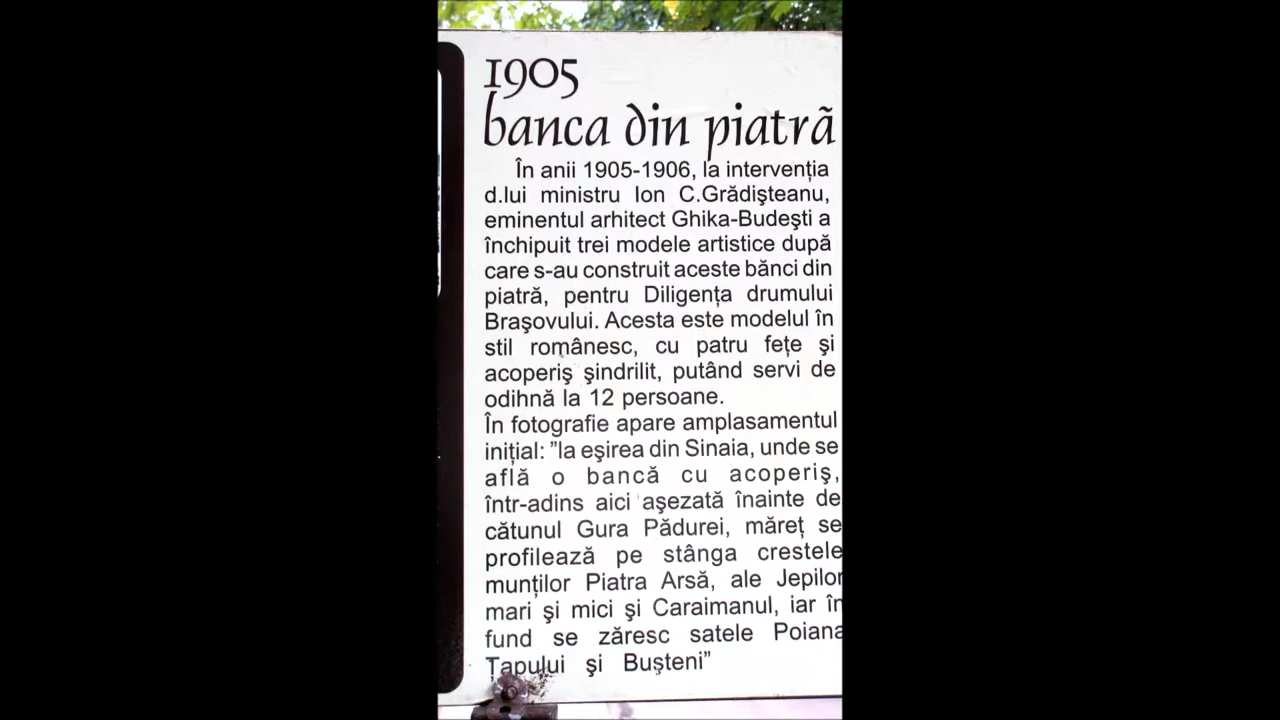 1905
banca din piatrã
În anii 1905-1906, la intervenția
d.lui ministru Ion C.Grădişteanu,
eminentul arhitect Ghika-Budeşti a
închipuit trei modele artistice după
care s-au construit aceste bănci din
piatră, pentru Diligența drumului
Braşovului. Acesta este modelul în
stil românesc, cu patru fețe şi
acoperiş şindrilit, putând servi de
odihnă la 12 persoane.
În fotografie apare amplasamentul
inițial: ”la eşirea din Sinaia, unde se
află o bancă cu acoperiş,
într-adins aici aşezată înainte de
cătunul Gura Pădurei, măreț se
profilează pe stânga crestele
munților Piatra Arsă, ale Jepilor
mari şi mici şi Caraimanul, iar în
fund se zăresc satele Poiana
Țapului şi Buşteni”